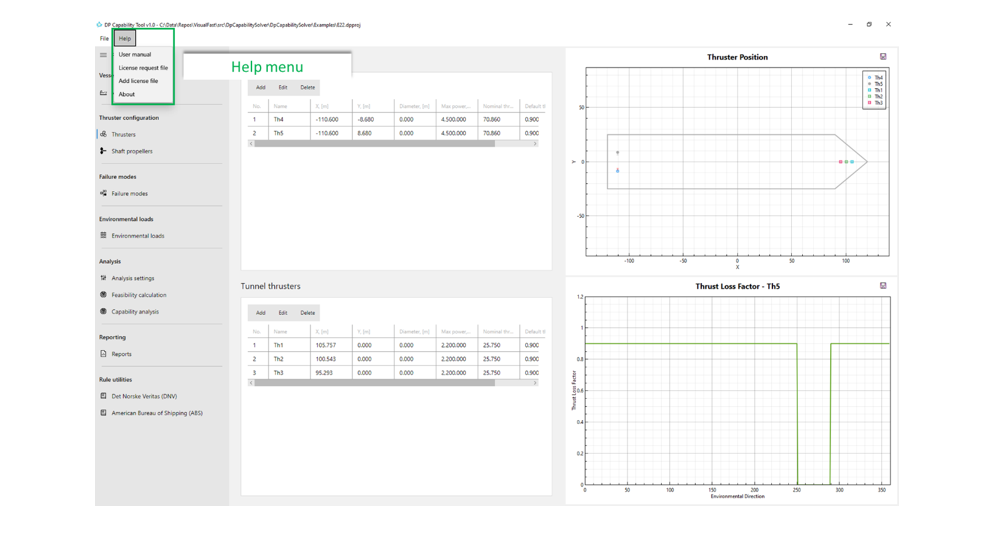 DP Capability Tool v1.0 - C:\Data\Repos\VisualFast\src\DpCapabilitySolver\DpCapabilitySolver\Examples\822.dpproj
File Help
User manual
License request file
Add license file
About
Help menu
Thruster configuration
Thrusters
Shaft propellers
Failure modes
Failure modes
Environmental loads
Environmental loads
Analysis
Analysis settings
Feasibility calculation
Capability analysis
Reporting
Reports
Rule utilities
Det Norske Veritas (DNV)
American Bureau of Shipping (ABS)
Add Edit Delete
No. Name X, [m] Y, [m] Diameter, [m] Max power,... Nominal thr... Default tl
1 Th4 -110.600 -8.680 0.000 4.500.000 70.860 0.900
2 Th5 -110.600 8.680 0.000 4.500.000 70.860 0.900
Tunnel thrusters
Add Edit Delete
No. Name X, [m] Y, [m] Diameter, [m] Max power,... Nominal thr... Default tl
1 Th1 105.757 0.000 0.000 2.200.000 25.750 0.900
2 Th2 100.543 0.000 0.000 2.200.000 25.750 0.900
3 Th3 95.293 0.000 0.000 2.200.000 25.750 0.900
Thruster Position
Th4
Th5
Th1
Th2
Th3
50
0
-50
Y
-100 -50 0 50 100
X
Thrust Loss Factor - Th5
1.2
1
0.8
0.6
0.4
0.2
0
Thrust Loss Factor
0 50 100 150 200 250 300 350
Environmental Direction